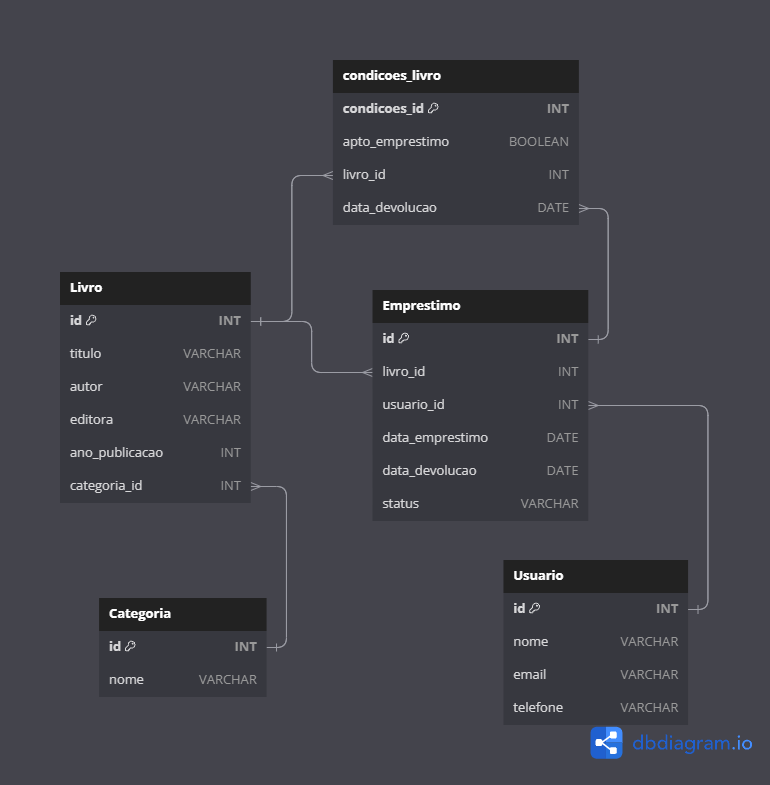 condicoes_livro
condicoes_id INT
apto_emprestimo BOOLEAN
livro_id INT
data_devolucao DATE
Livro
id INT
titulo VARCHAR
autor VARCHAR
editora VARCHAR
ano_publicacao INT
categoria_id INT
Emprestimo
id INT
livro_id INT
usuario_id INT
data_emprestimo DATE
data_devolucao DATE
status VARCHAR
Categoria
id INT
nome VARCHAR
Usuario
id INT
nome VARCHAR
email VARCHAR
telefone VARCHAR
dbdiagram.io